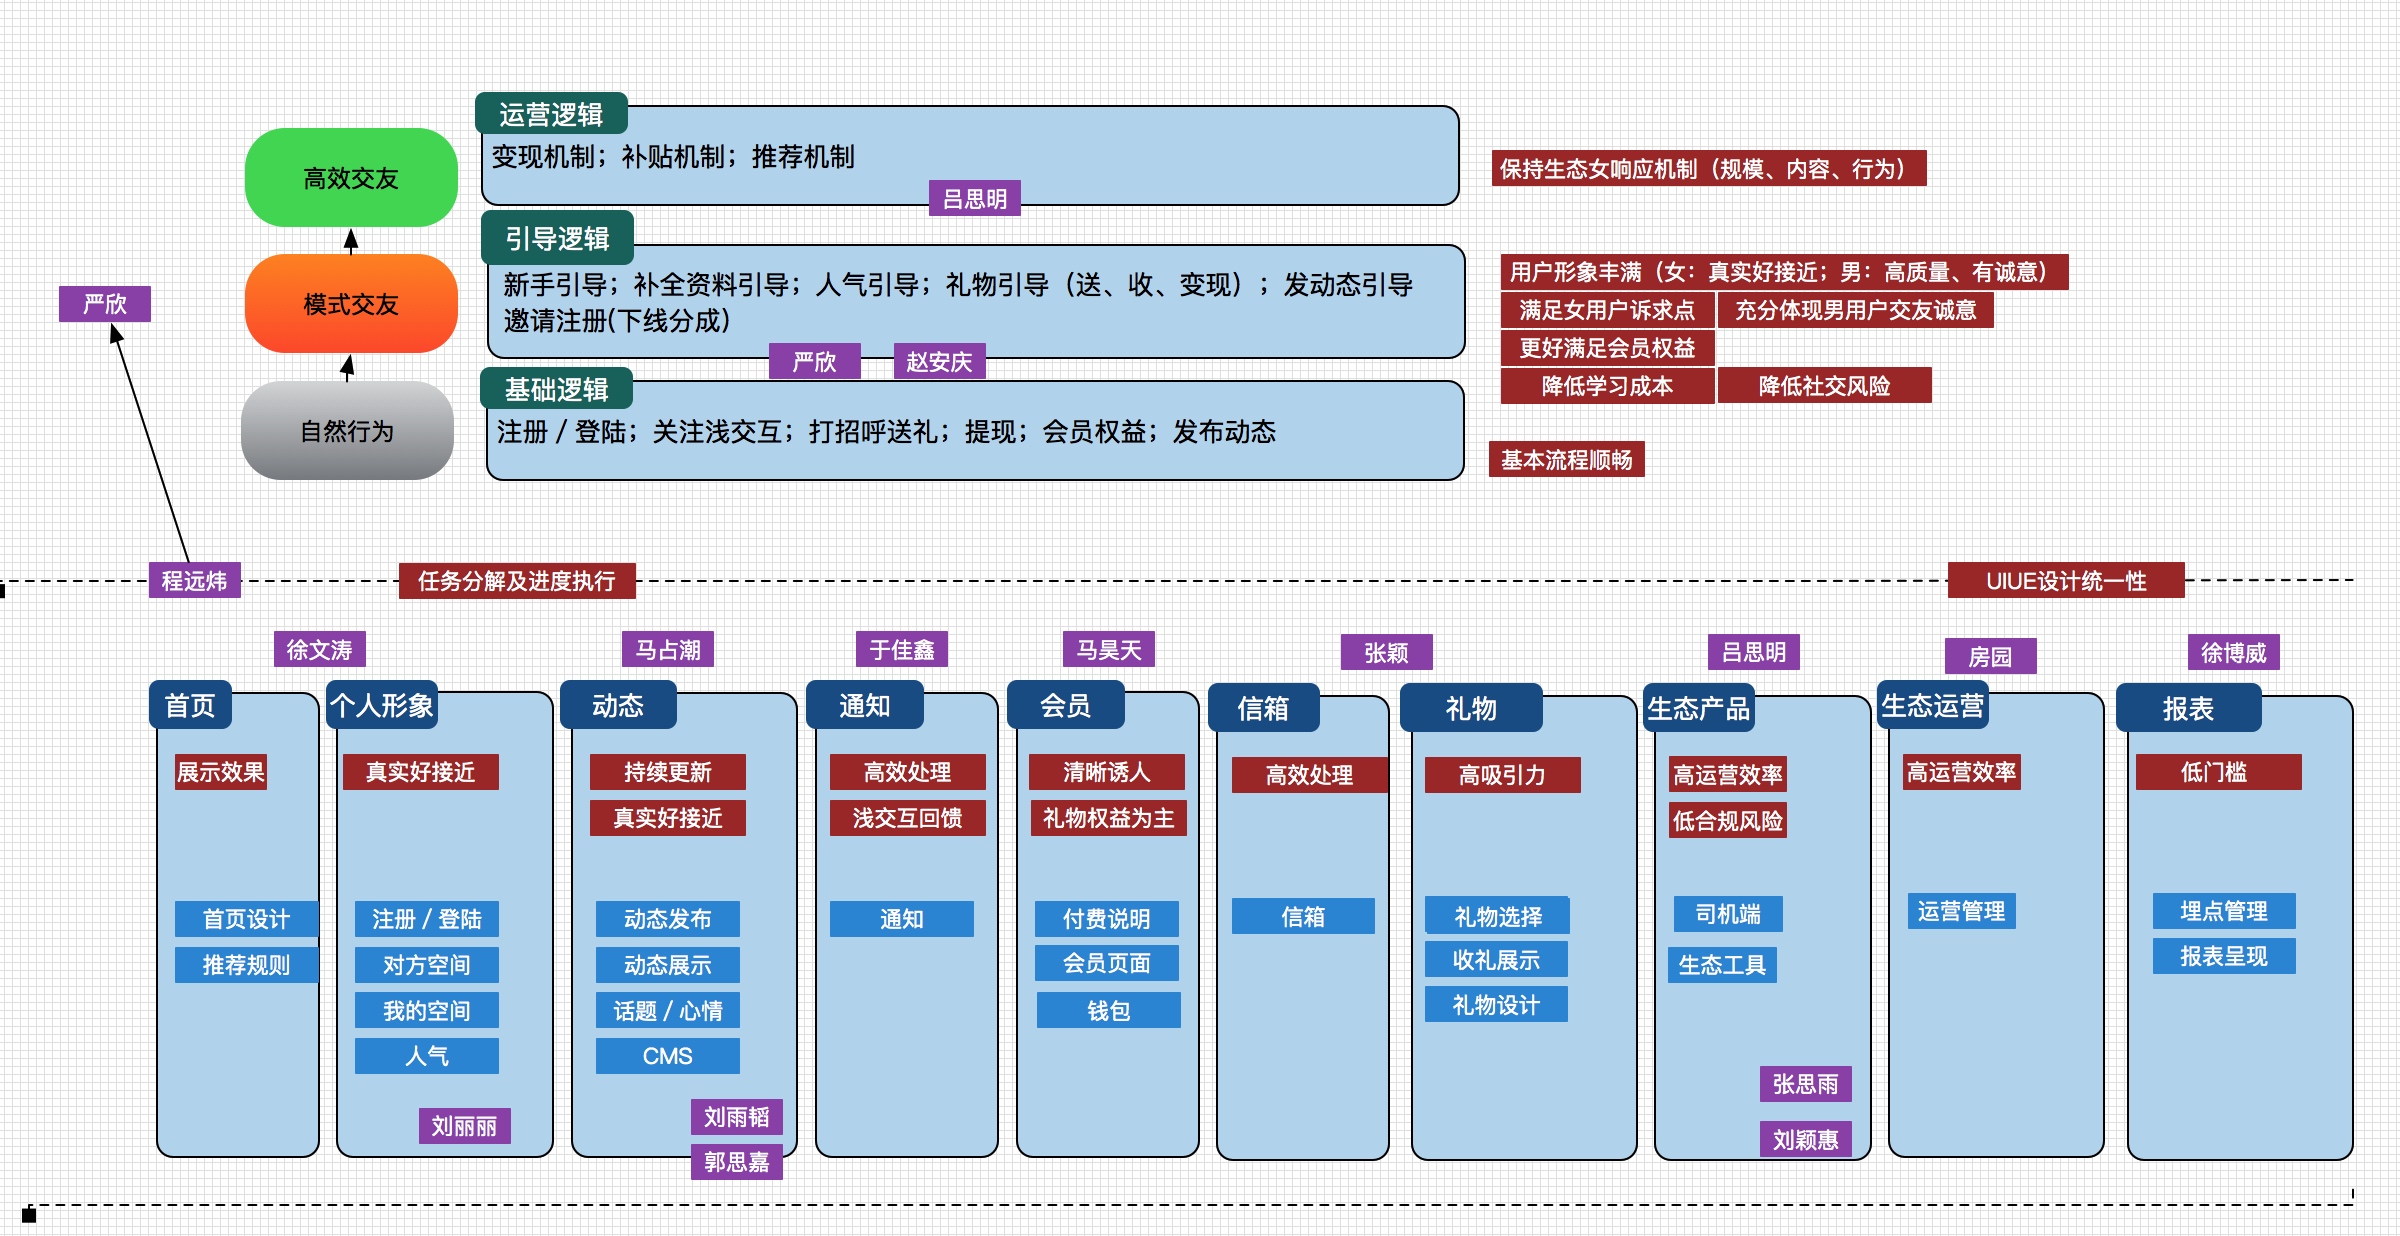 运营逻辑
变现机制；补贴机制；推荐机制
吕思明
高效交友
保持生态女响应机制（规模、内容、行为）
引导逻辑
新手引导；补全资料引导；人气引导；礼物引导（送、收、变现）；发动态引导
邀请注册(下线分成)
严欣
赵安庆
模式交友
严欣
用户形象丰满（女：真实好接近；男：高质量、有诚意）
满足女用户诉求点
充分体现男用户交友诚意
更好满足会员权益
降低学习成本
降低社交风险
基础逻辑
注册 / 登陆；关注浅交互；打招呼送礼；提现；会员权益；发布动态
自然行为
基本流程顺畅
程远炜
任务分解及进度执行
UIUE设计统一性
徐文涛
马占潮
于佳鑫
马昊天
张颖
吕思明
房园
徐博威
首页
展示效果
首页设计
推荐规则
个人形象
真实好接近
注册 / 登陆
对方空间
我的空间
人气
刘丽丽
动态
持续更新
真实好接近
动态发布
动态展示
话题 / 心情
CMS
刘雨韬
郭思嘉
通知
高效处理
浅交互回馈
通知
会员
清晰诱人
礼物权益为主
付费说明
会员页面
钱包
信箱
高效处理
信箱
礼物
高吸引力
礼物选择
收礼展示
礼物设计
生态产品
高运营效率
低合规风险
司机端
生态工具
张思雨
刘颖惠
生态运营
高运营效率
运营管理
报表
低门槛
埋点管理
报表呈现